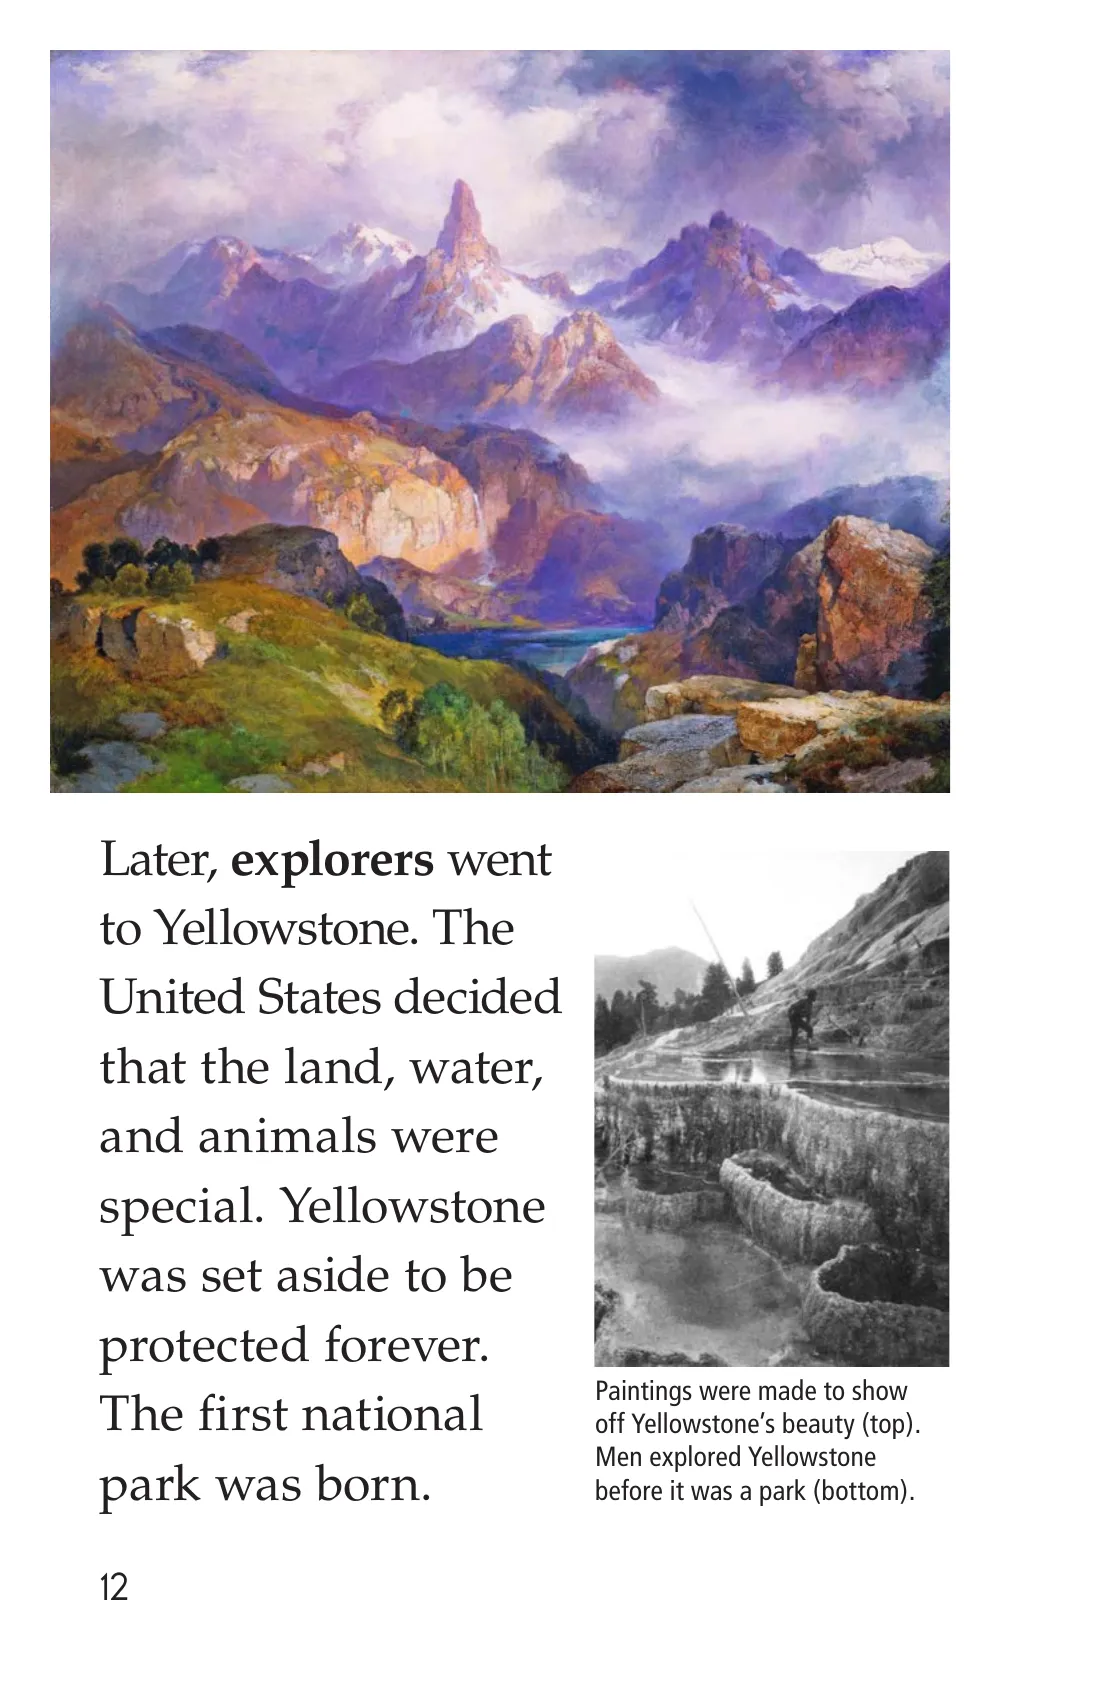 Later, explorers went
to Yellowstone. The
United States decided
that the land, water,
and animals were
special. Yellowstone
was set aside to be
protected forever.
The first national
park was born.
Paintings were made to show
off Yellowstone’s beauty (top).
Men explored Yellowstone
before it was a park (bottom).
12